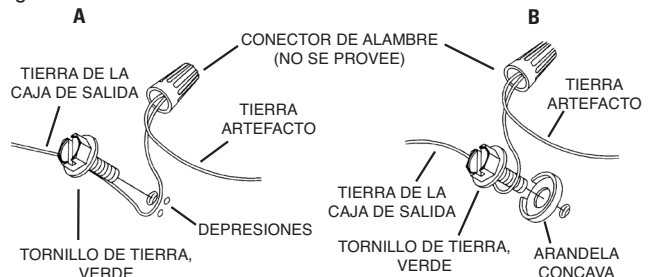 A
B
CONECTOR DE ALAMBRE
(NO SE PROVEE)
TIERRA DE LA
CAJA DE SALIDA
TIERRA
ARTEFACTO
DEPRESIONES
TORNILLO DE TIERRA,
VERDE
TIERRA
ARTEFACTO
TIERRA DE LA
CAJA DE SALIDA
TORNILLO DE TIERRA,
VERDE
ARANDELA
CONCAVA